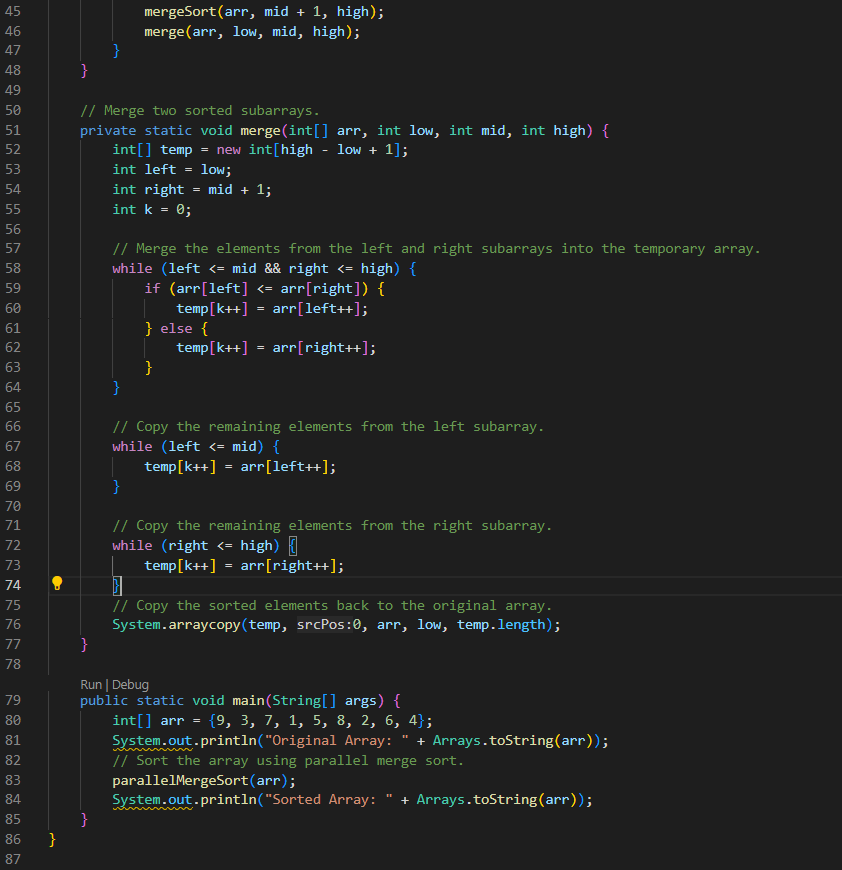 45 mergeSort(arr, mid + 1, high);
46 merge(arr, low, mid, high);
47 }
48 }
49
50 // Merge two sorted subarrays.
51 private static void merge(int[] arr, int low, int mid, int high) {
52 int[] temp = new int[high - low + 1];
53 int left = low;
54 int right = mid + 1;
55 int k = 0;
56
57 // Merge the elements from the left and right subarrays into the temporary array.
58 while (left <= mid && right <= high) {
59 if (arr[left] <= arr[right]) {
60 temp[k++] = arr[left++];
61 } else {
62 temp[k++] = arr[right++];
63 }
64 }
65
66 // Copy the remaining elements from the left subarray.
67 while (left <= mid) {
68 temp[k++] = arr[left++];
69 }
70
71 // Copy the remaining elements from the right subarray.
72 while (right <= high) {
73 temp[k++] = arr[right++];
74 }
75 // Copy the sorted elements back to the original array.
76 System.arraycopy(temp, srcPos:0, arr, low, temp.length);
77 }
78
Run | Debug
79 public static void main(String[] args) {
80 int[] arr = {9, 3, 7, 1, 5, 8, 2, 6, 4};
81 System.out.println("Original Array: " + Arrays.toString(arr));
82 // Sort the array using parallel merge sort.
83 parallelMergeSort(arr);
84 System.out.println("Sorted Array: " + Arrays.toString(arr));
85 }
86 }
87